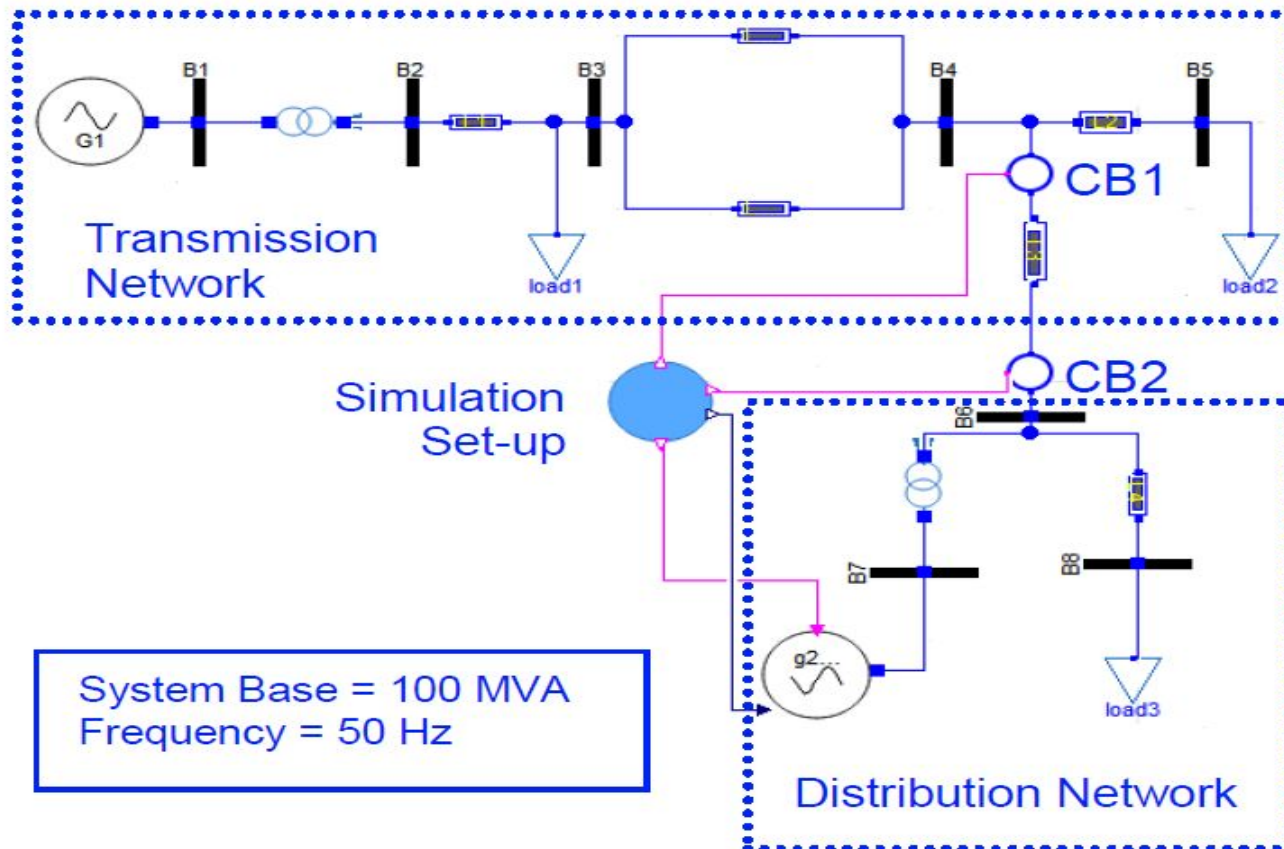 B1
B2
B3
B4
B5
G1
L2
CB1
Transmission
Network
load1
load2
Simulation
Set-up
CB2
B6
B7
B8
g2...
load3
System Base = 100 MVA
Frequency = 50 Hz
Distribution Network